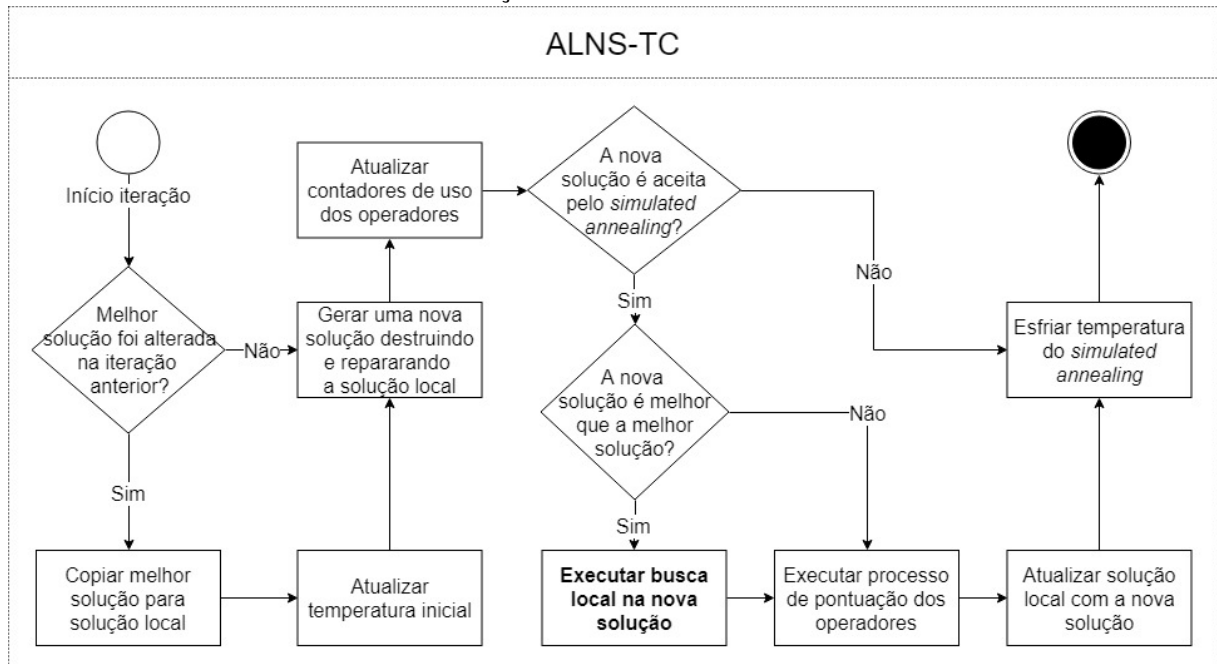 ALNS-TC
Início iteração
Melhor
solução foi alterada
na iteração
anterior?
Não
Sim
Copiar melhor
solução para
solução local
Atualizar
temperatura inicial
Gerar uma nova
solução destruindo
e repararando
a solução local
Atualizar
contadores de uso
dos operadores
A nova
solução é aceita
pelo simulated
annealing?
Não
Sim
A nova
solução é melhor
que a melhor
solução?
Não
Sim
Executar busca
local na nova
solução
Executar processo
de pontuação dos
operadores
Atualizar solução
local com a nova
solução
Esfriar temperatura
do simulated
annealing